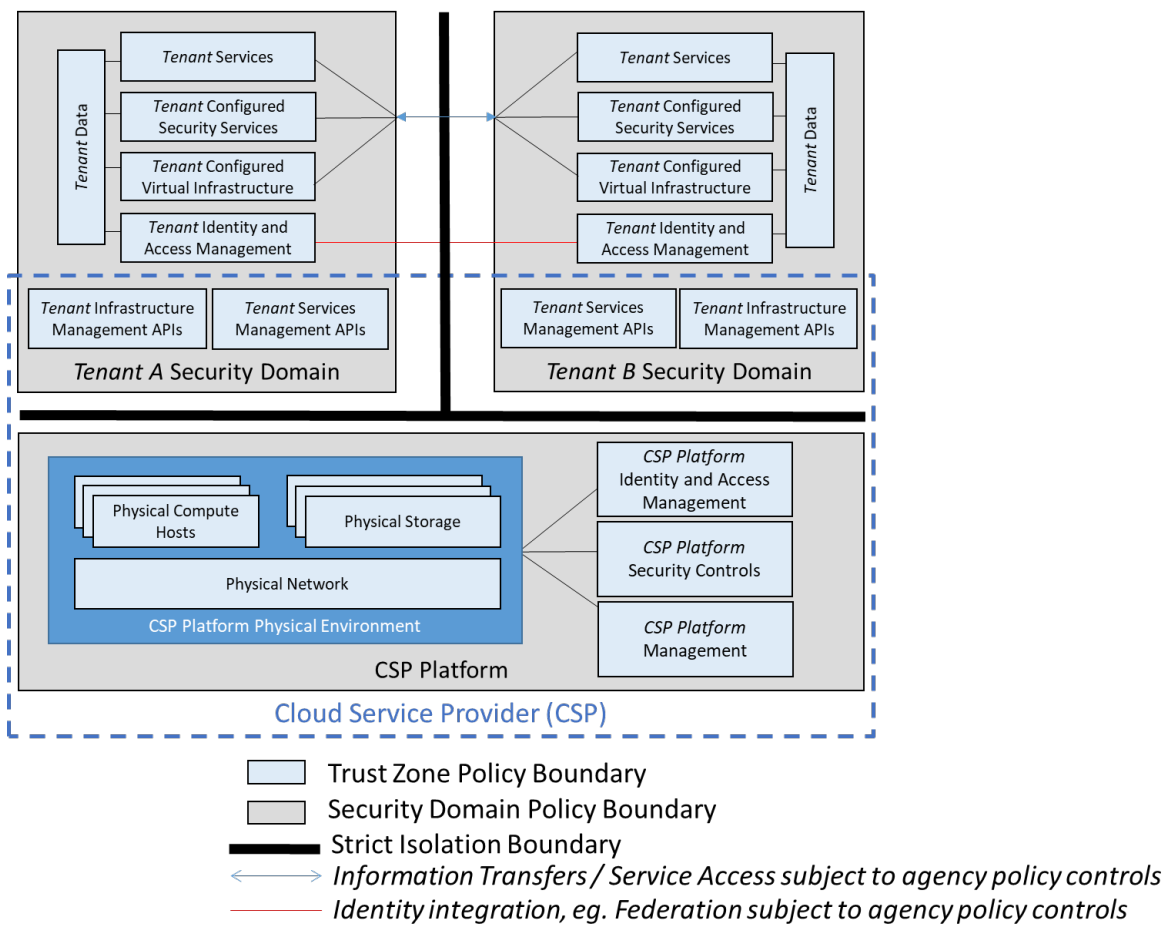 Tenant Data
Tenant Services
Tenant Configured
Security Services
Tenant Configured
Virtual Infrastructure
Tenant Identity and
Access Management
Tenant Infrastructure
Management APIs
Tenant Services
Management APIs
Tenant A Security Domain
Tenant Services
Tenant Configured
Security Services
Tenant Configured
Virtual Infrastructure
Tenant Identity and
Access Management
Tenant Data
Tenant Services
Management APIs
Tenant Infrastructure
Management APIs
Tenant B Security Domain
Physical Compute
Hosts
Physical Storage
Physical Network
CSP Platform Physical Environment
CSP Platform
Identity and Access
Management
CSP Platform
Security Controls
CSP Platform
Management
CSP Platform
Cloud Service Provider (CSP)
Trust Zone Policy Boundary
Security Domain Policy Boundary
Strict Isolation Boundary
Information Transfers / Service Access subject to agency policy controls
Identity integration, eg. Federation subject to agency policy controls